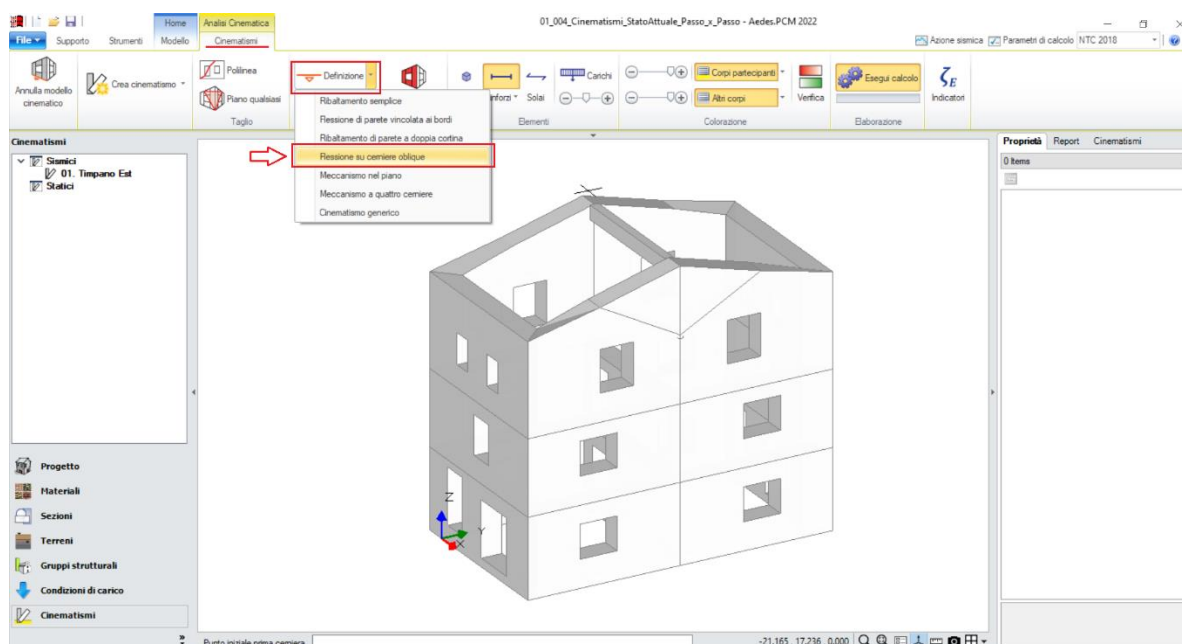 01_004_Cinematismi_StatoAttuale_Passo_x_Passo - Aedes.PCM 2022
Home
Analisi Cinematica
File
Supporto
Strumenti
Modello
Cinematismi
Azione sismica
Parametri di calcolo
NTC 2018
Annulla modello
cinematico
Crea cinematismo
Polilinea
Piano qualsiasi
Taglio
Definizione
Ribaltamento semplice
Flessione di parete vincolata ai bordi
Ribaltamento di parete a doppia cortina
Flessione su cerniere oblique
Meccanismo nel piano
Meccanismo a quattro cerniere
Cinematismo generico
Solai
Carichi
Elementi
Corpi partecipanti
Altri corpi
Colorazione
Verifica
Esegui calcolo
Elaborazione
ζE
Indicatori
Cinematismi
Sismici
01. Timpano Est
Statici
Progetto
Materiali
Sezioni
Terreni
Gruppi strutturali
Condizioni di carico
Cinematismi
Z
Y
X
Proprietà
Report
Cinematismi
0 Items
Punto iniziale prima cerniera
-21.165 17.236 0.000